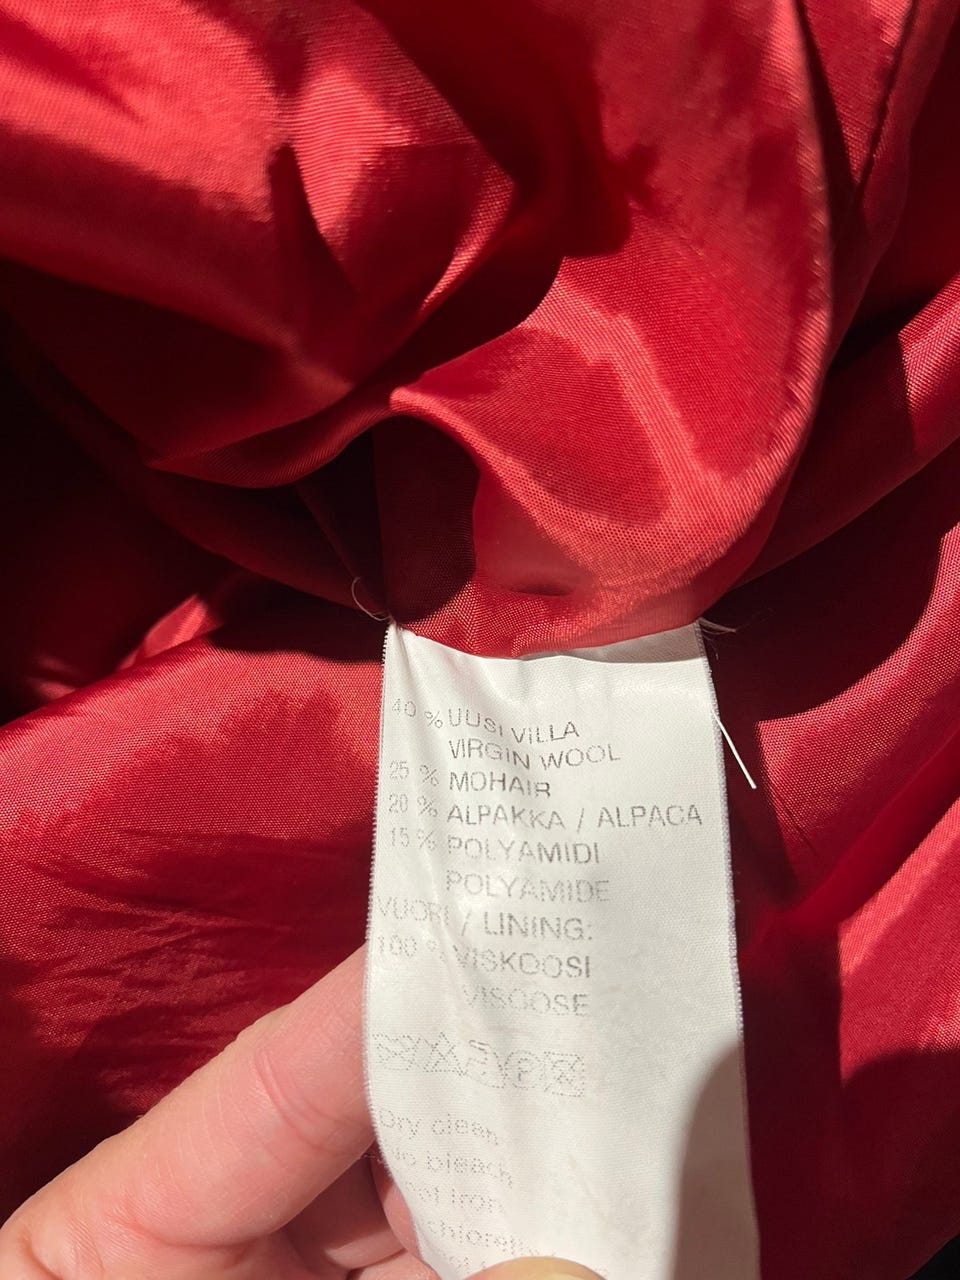 40 % UUSI VILLA
VIRGIN WOOL
25 % MOHAIR
20 % ALPAKKA / ALPACA
15 % POLYAMIDI
POLYAMIDE
VUORI / LINING:
100 % VISKOOSI
VISCOSE
Dry clean
No bleach
iron